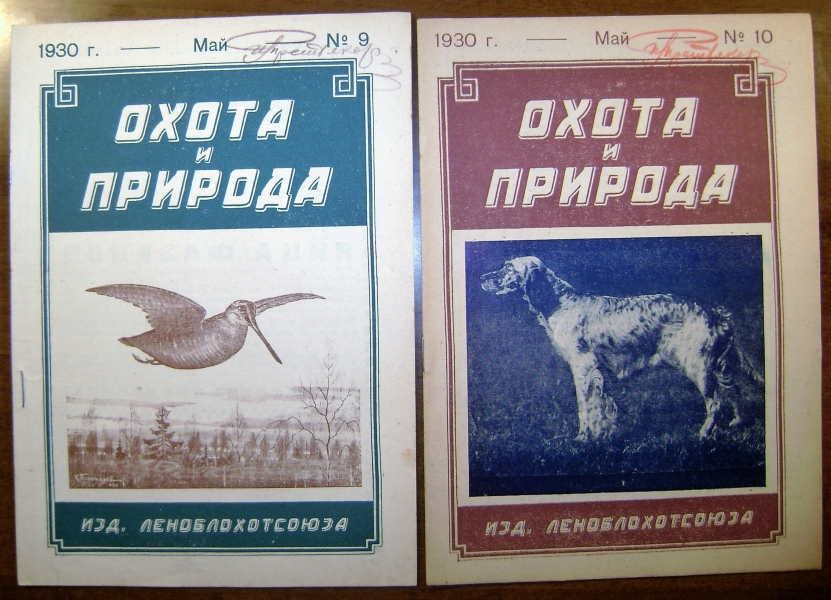 1930 г. — Май № 9
ОХОТА
и
ПРИРОДА
ИЗД. ЛЕНОБЛОХОТСОЮЗА
1930 г. — Май — № 10
ОХОТА
и
ПРИРОДА
ИЗД. ЛЕНОБЛОХОТСОЮЗА